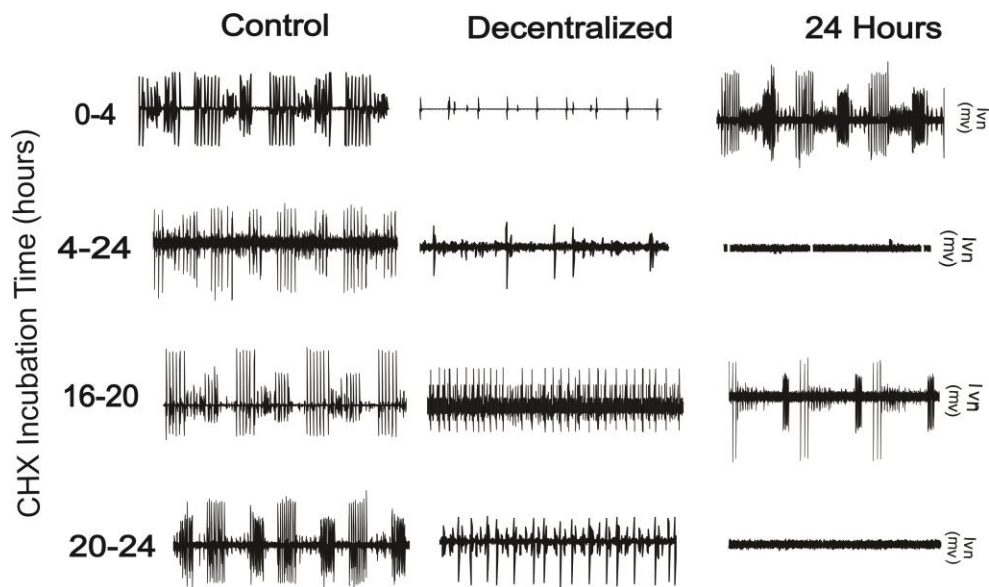 Control Decentralized 24 Hours
CHX Incubation Time (hours)
0-4
lvn
(mv)
4-24
lvn
(mv)
16-20
lvn
(mv)
20-24
lvn
(mv)